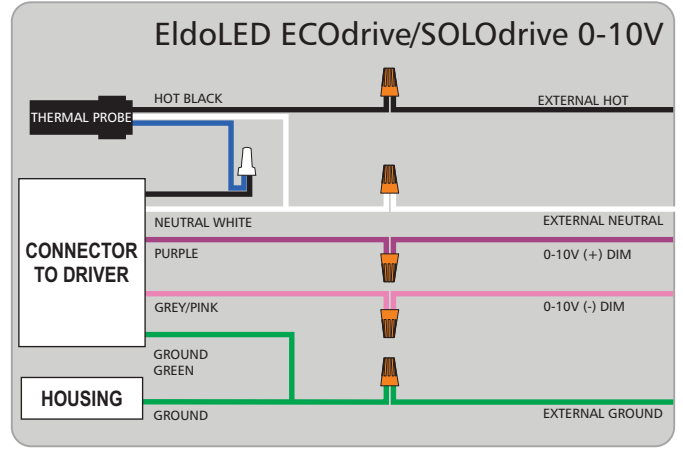 EldoLED ECOdrive/SOLOdrive 0-10V
HOT BLACK
EXTERNAL HOT
THERMAL PROBE
NEUTRAL WHITE
EXTERNAL NEUTRAL
CONNECTOR
TO DRIVER
PURPLE
0-10V (+) DIM
GREY/PINK
0-10V (-) DIM
GROUND
GREEN
HOUSING
GROUND
EXTERNAL GROUND